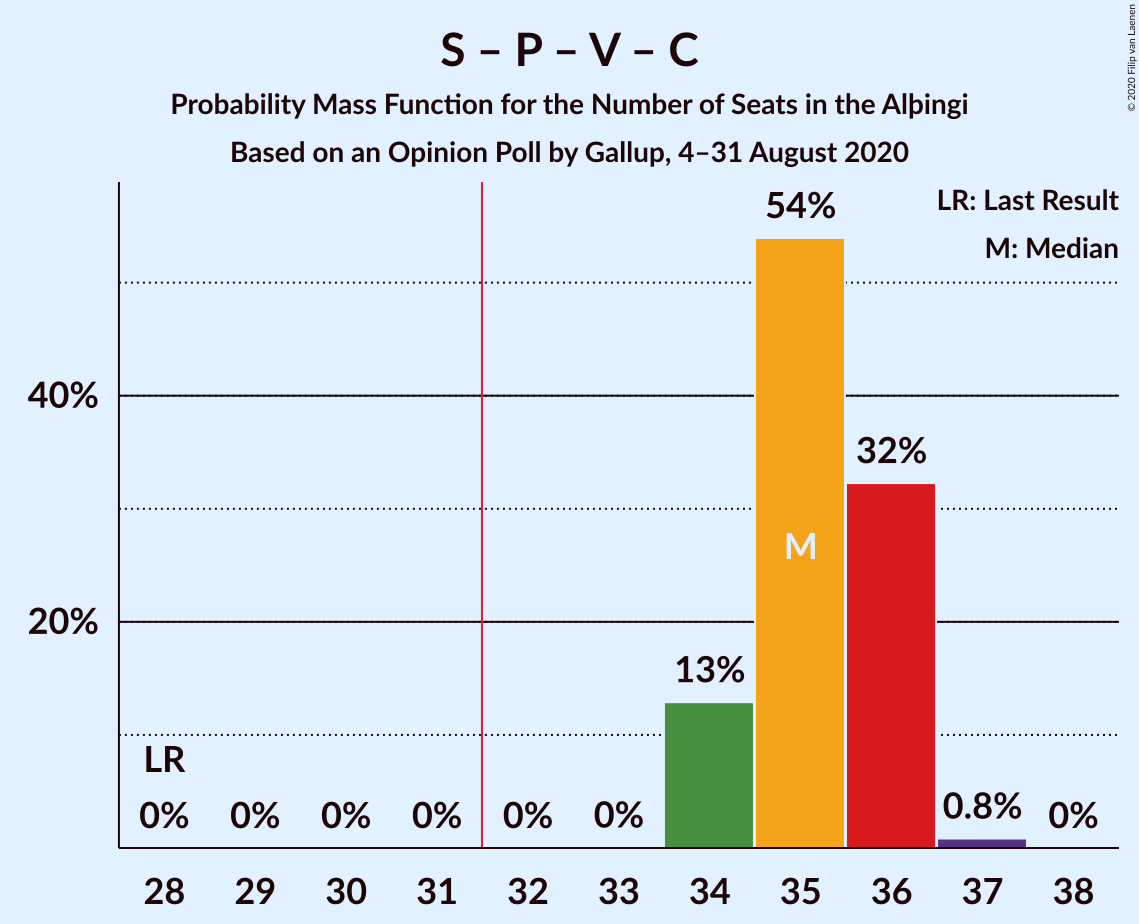 S – P – V – C
Probability Mass Function for the Number of Seats in the Alþingi
Based on an Opinion Poll by Gallup, 4–31 August 2020
© 2020 Filip van Laenen
LR: Last Result
M: Median
54%
40%
32%
M
20%
13%
LR
0% 0% 0% 0% 0% 0% 0.8% 0%
28 29 30 31 32 33 34 35 36 37 38